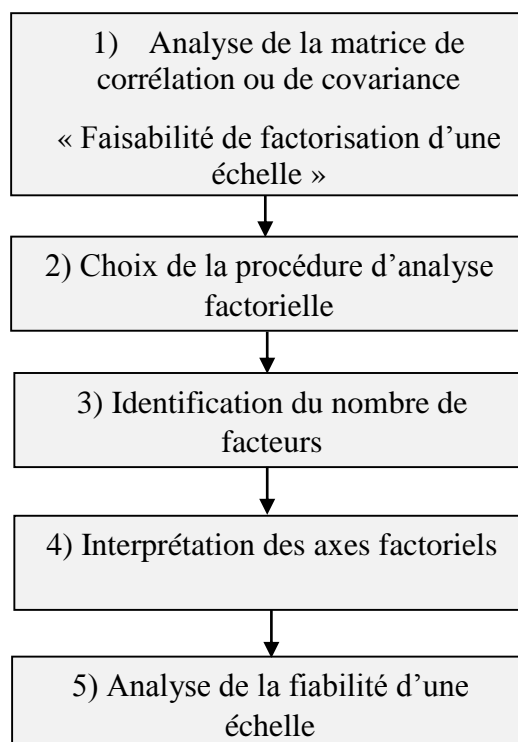 1) Analyse de la matrice de
corrélation ou de covariance
« Faisabilité de factorisation d’une
échelle »
2) Choix de la procédure d’analyse
factorielle
3) Identification du nombre de
facteurs
4) Interprétation des axes factoriels
5) Analyse de la fiabilité d’une
échelle